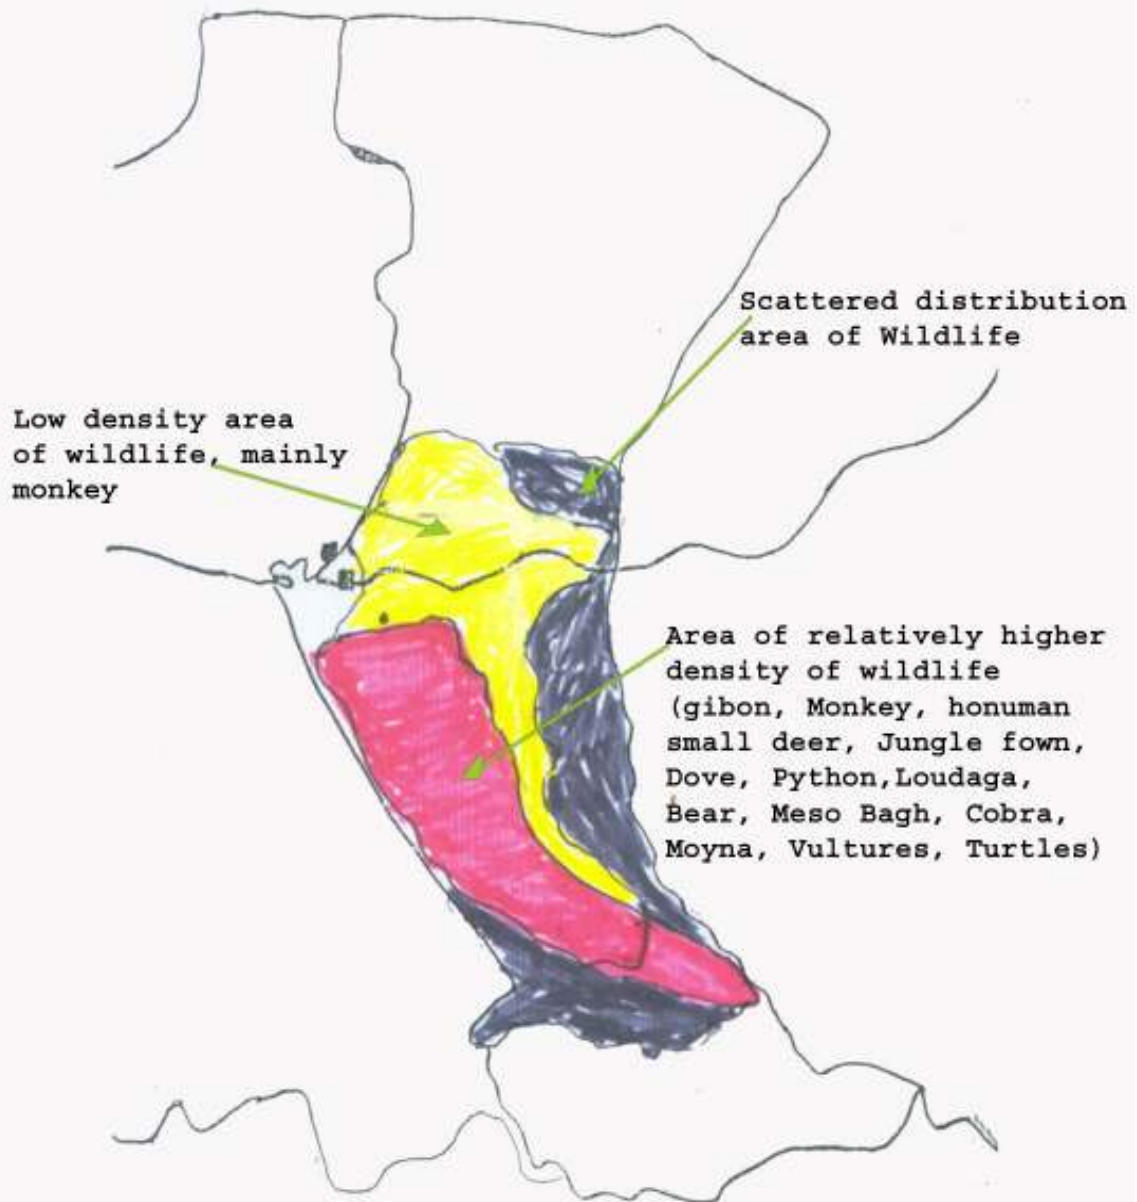 Scattered distribution
area of Wildlife
Low density area
of wildlife, mainly
monkey
Area of relatively higher
density of wildlife
(gibon, Monkey, honuman
small deer, Jungle fown,
Dove, Python,Loudaga,
Bear, Meso Bagh, Cobra,
Moyna, Vultures, Turtles)